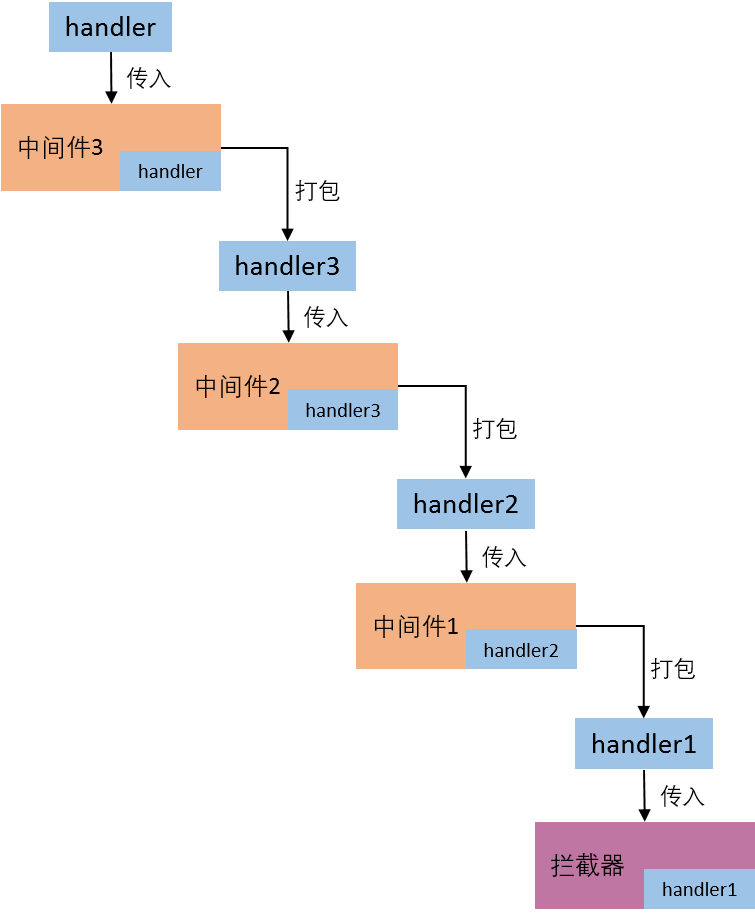 handler
传入
中间件3
handler
打包
handler3
传入
中间件2
handler3
打包
handler2
传入
中间件1
handler2
打包
handler1
传入
拦截器
handler1